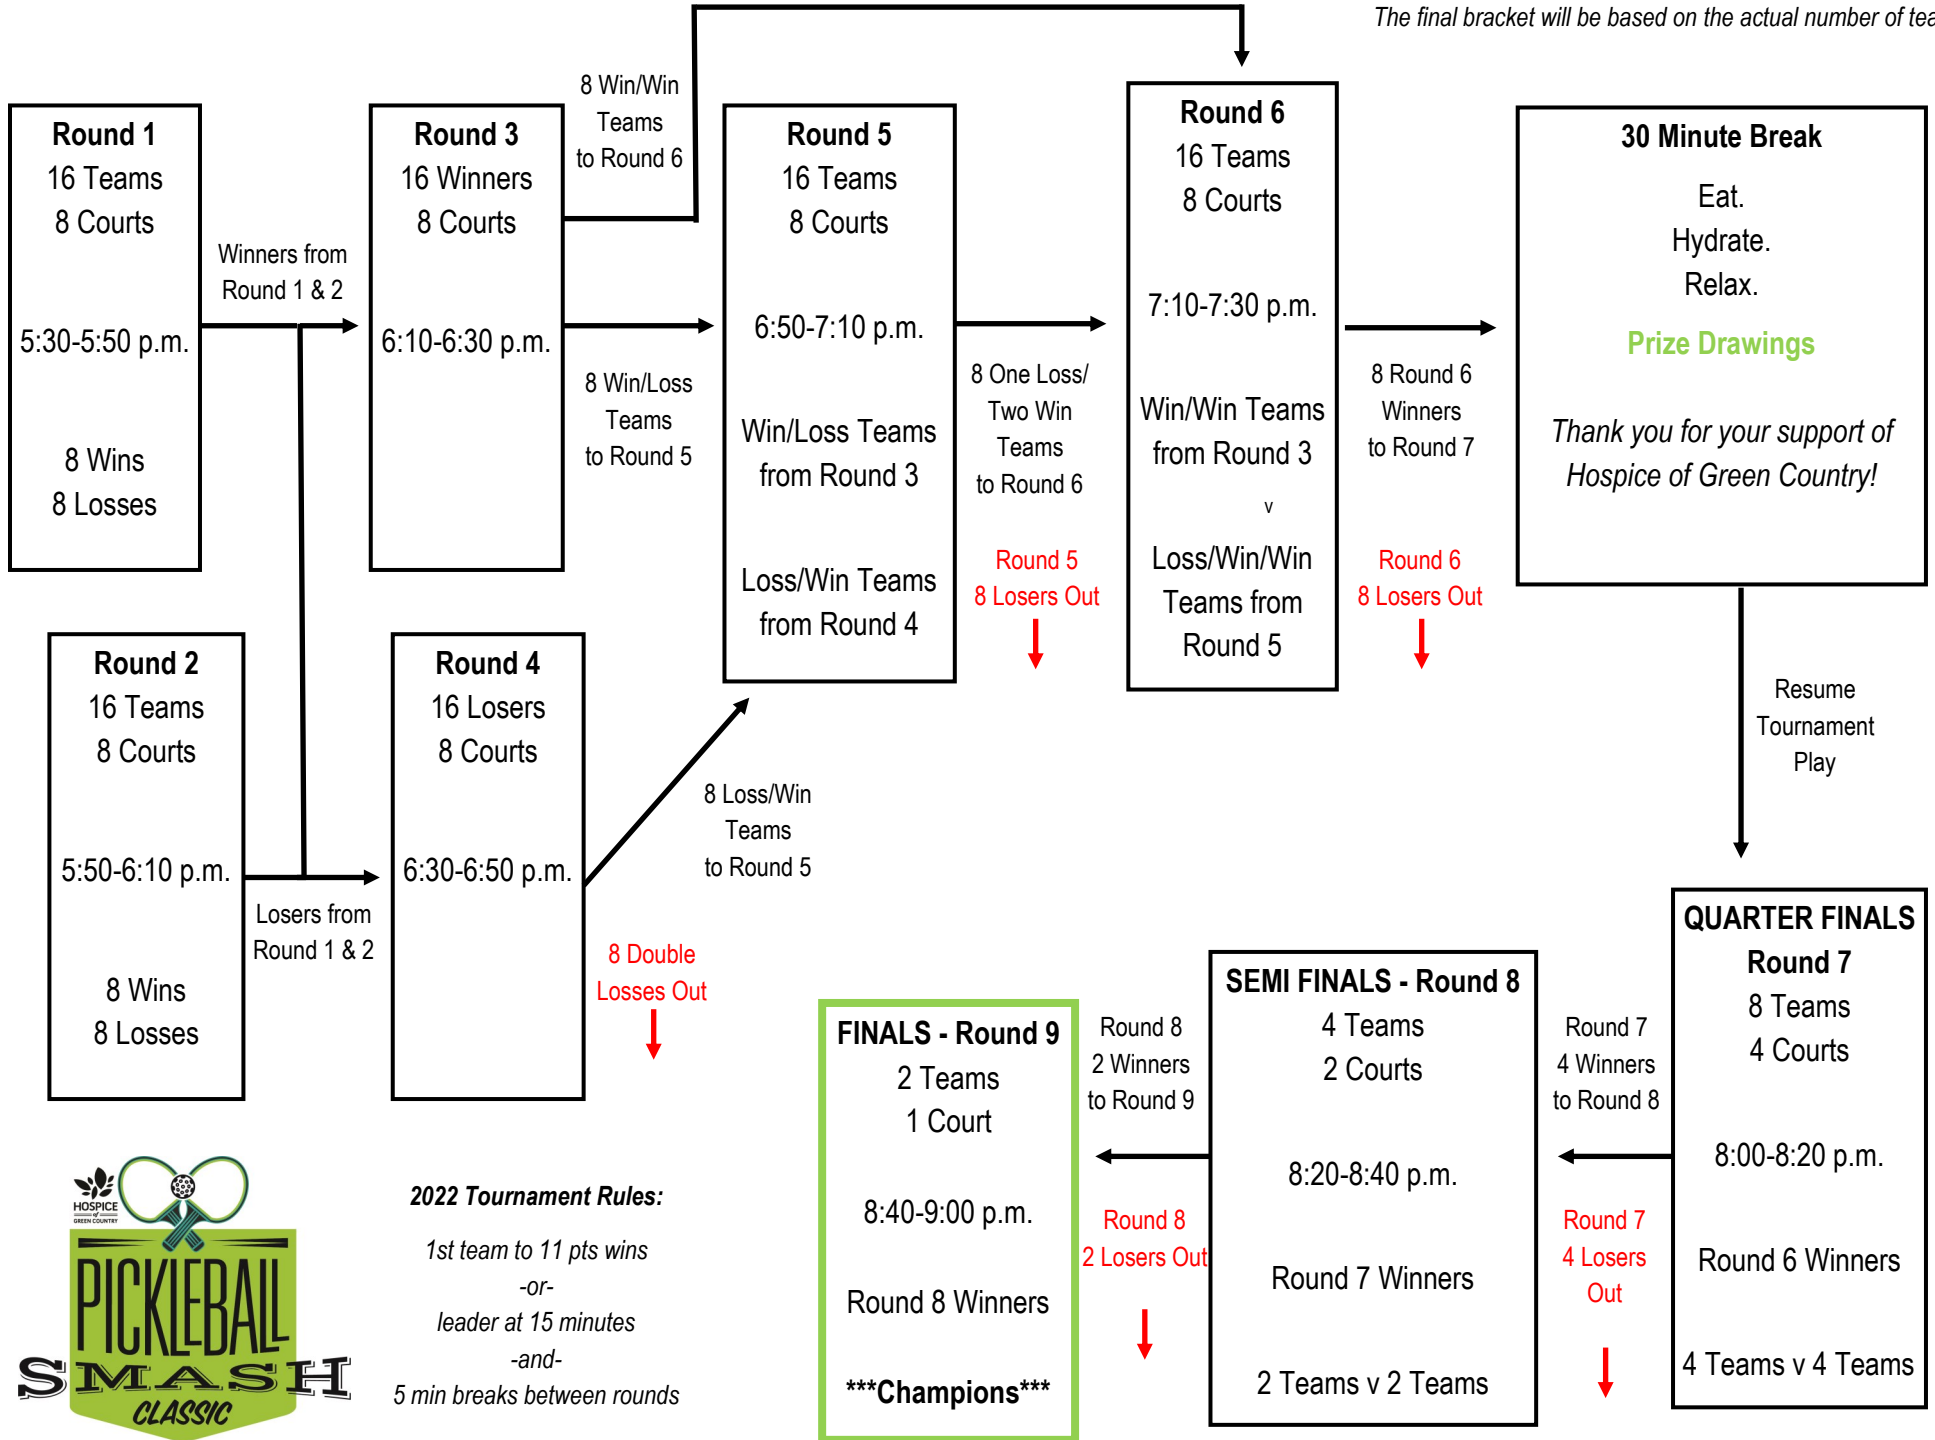 The final bracket will be based on the actual number of
Round 1
16 Teams
8 Courts
5:30-5:50 p.m.
8 Wins
8 Losses
Winners from
Round 1 & 2
Round 2
16 Teams
8 Courts
5:50-6:10 p.m.
8 Wins
8 Losses
Losers from
Round 1 & 2
Round 3
16 Winners
8 Courts
6:10-6:30 p.m.
8 Win/Win
Teams
to Round 6
8 Win/Loss
Teams
to Round 5
Round 4
16 Losers
8 Courts
6:30-6:50 p.m.
8 Loss/Win
Teams
to Round 5
8 Double
Losses Out
Round 5
16 Teams
8 Courts
6:50-7:10 p.m.
Win/Loss Teams
from Round 3
Loss/Win Teams
from Round 4
8 One Loss/
Two Win
Teams
to Round 6
Round 5
8 Losers Out
Round 6
16 Teams
8 Courts
7:10-7:30 p.m.
Win/Win Teams
from Round 3
v
Loss/Win/Win
Teams from
Round 5
8 Round 6
Winners
to Round 7
Round 6
8 Losers Out
30 Minute Break
Eat.
Hydrate.
Relax.
Prize Drawings
Thank you for your support of
Hospice of Green Country!
Resume
Tournament
Play
QUARTER FINALS
Round 7
8 Teams
4 Courts
8:00-8:20 p.m.
Round 6 Winners
4 Teams v 4 Teams
Round 7
4 Winners
to Round 8
Round 7
4 Losers
Out
SEMI FINALS - Round 8
4 Teams
2 Courts
8:20-8:40 p.m.
Round 7 Winners
2 Teams v 2 Teams
Round 8
2 Winners
to Round 9
Round 8
2 Losers Out
FINALS - Round 9
2 Teams
1 Court
8:40-9:00 p.m.
Round 8 Winners
***Champions***
2022 Tournament Rules:
1st team to 11 pts wins
-or-
leader at 15 minutes
-and-
5 min breaks between rounds
HOSPICE
of
GREEN COUNTRY
PICKLEBALL
SMASH
CLASSIC